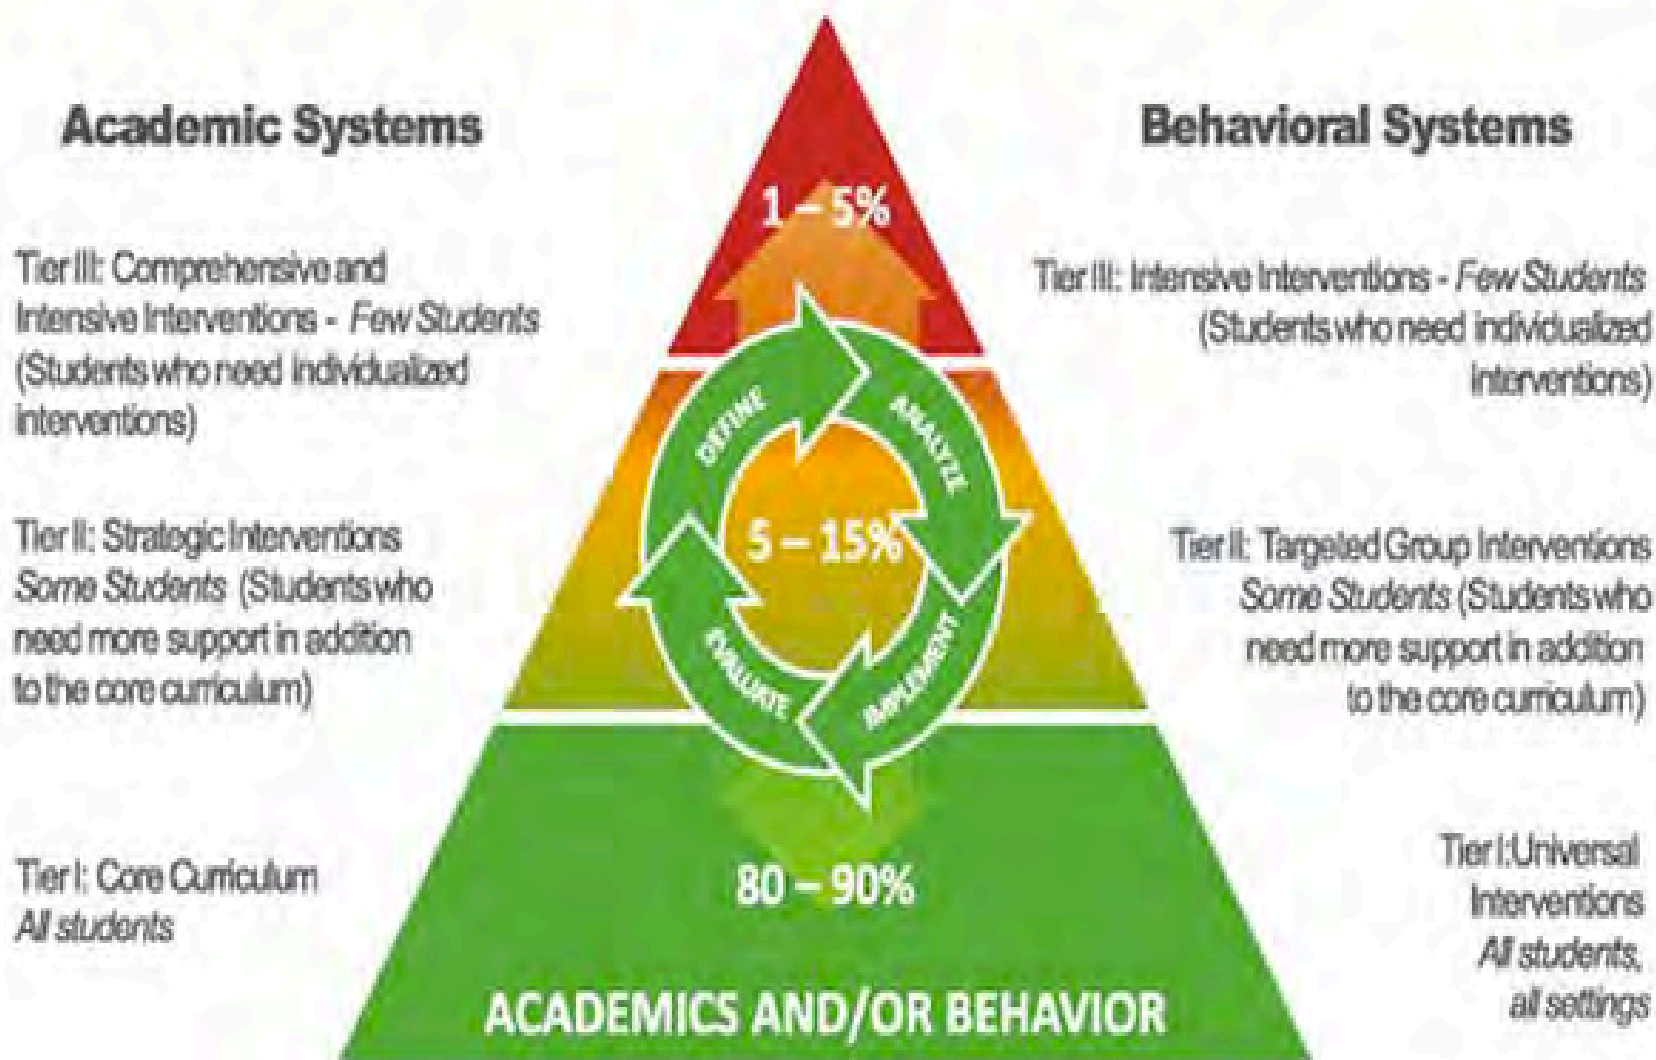 Academic Systems
Tier III: Comprehensive and
Intensive Interventions - Few Students
(Students who need individualized
interventions)
Tier II: Strategic Interventions
Some Students (Students who
need more support in addition
to the core curriculum)
Tier I: Core Curriculum
All students
1 – 5%
DEFINE
ANALYZE
5 – 15%
EVALUATE
IMPLEMENT
80 – 90%
ACADEMICS AND/OR BEHAVIOR
Behavioral Systems
Tier III: Intensive Interventions - Few Students
(Students who need individualized
interventions)
Tier II: Targeted Group Interventions
Some Students (Students who
need more support in addition
to the core curriculum)
Tier I:Universal
Interventions
All students,
all settings